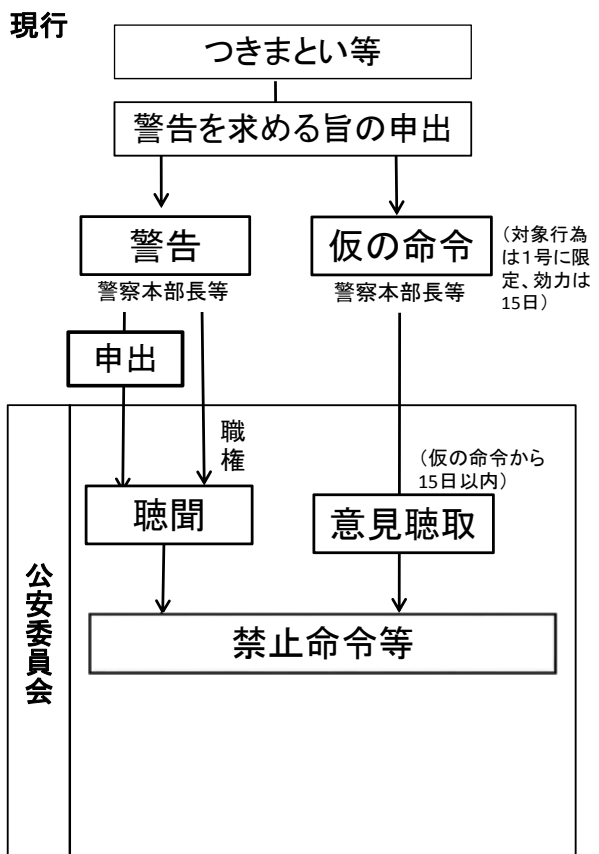 現行
つきまとい等
警告を求める旨の申出
警告
警察本部長等
仮の命令
警察本部長等
（対象行為
は1号に限
定、効力は
15日）
申出
職権
（仮の命令から
15日以内）
聴聞
意見聴取
公安委員会
禁止命令等